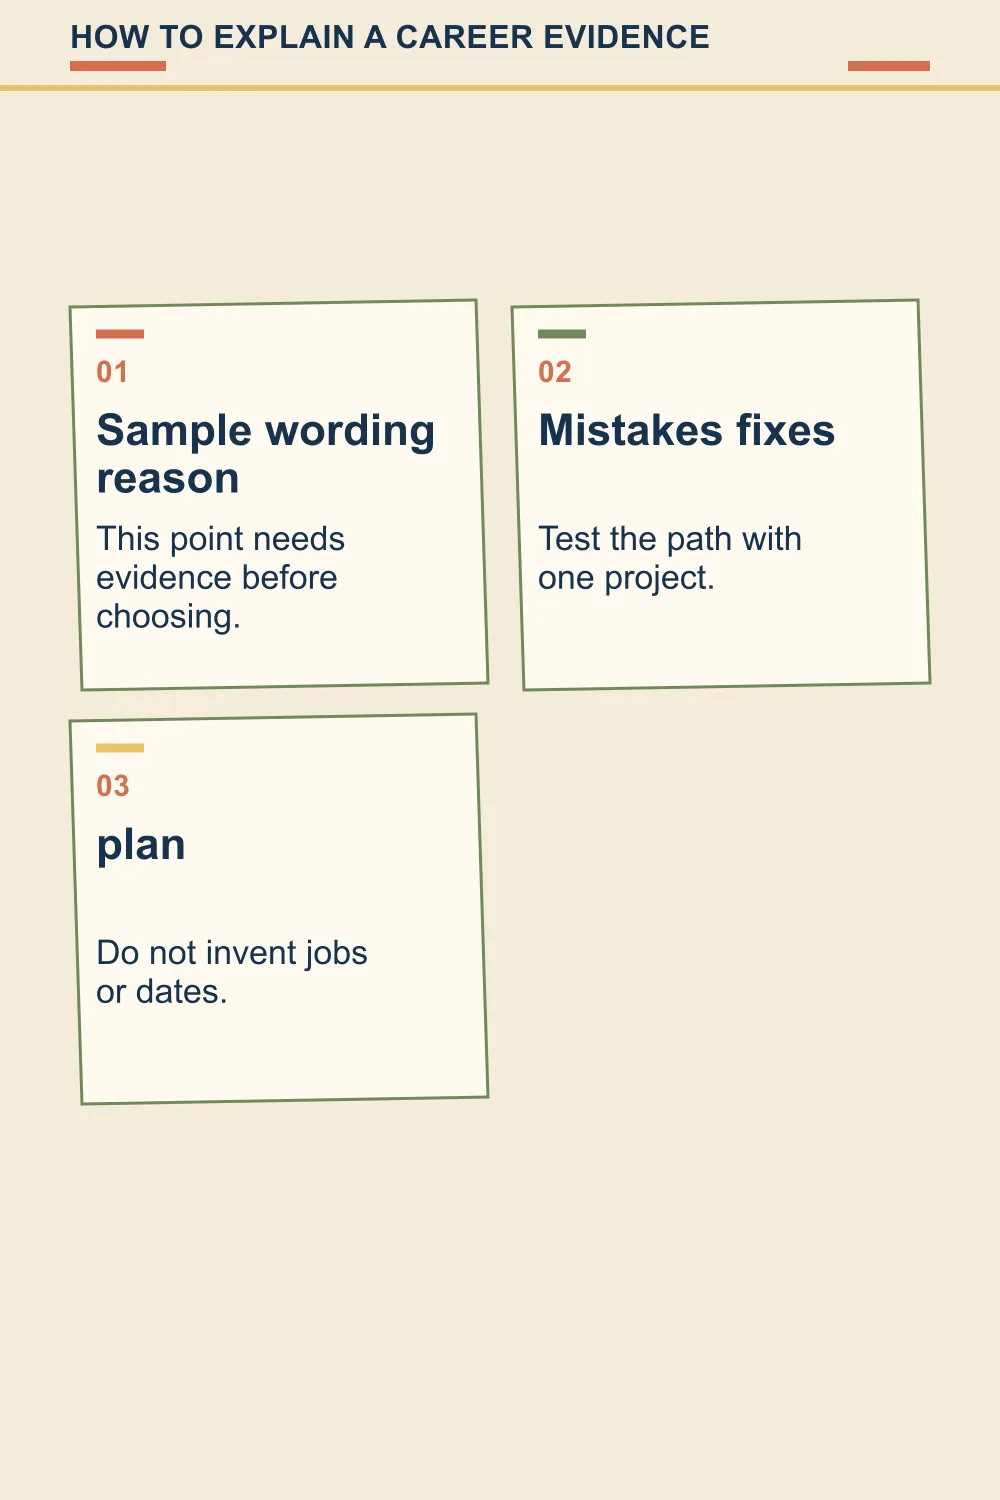 HOW TO EXPLAIN A CAREER EVIDENCE
01
Sample wording
reason
This point needs
evidence before
choosing.
02
Mistakes fixes
Test the path with
one project.
03
plan
Do not invent jobs
or dates.